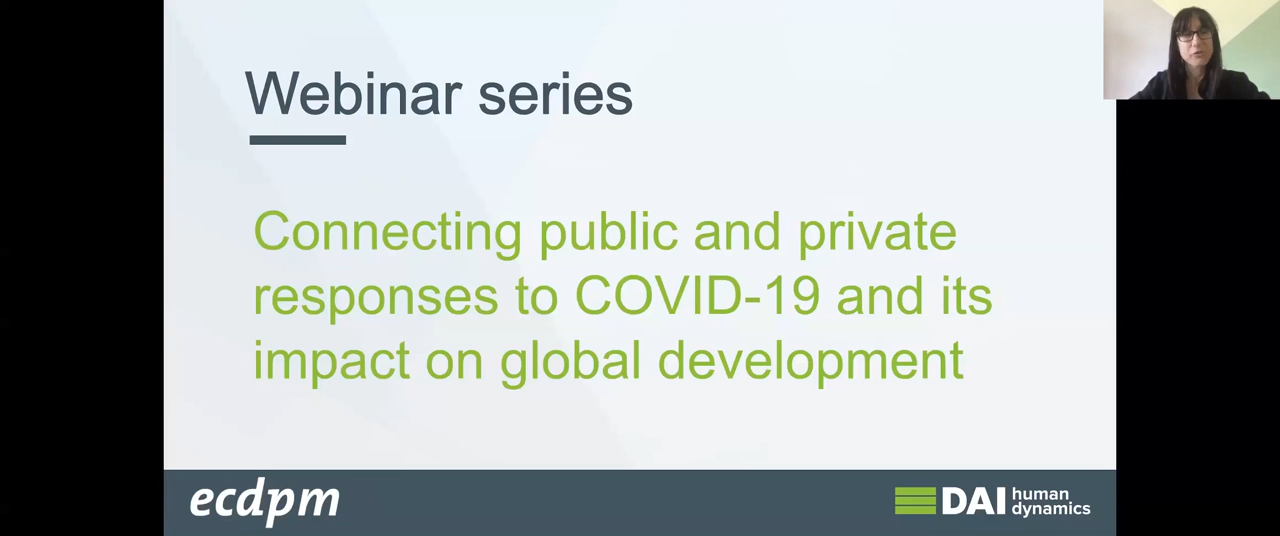 Webinar series
Connecting public and private
responses to COVID-19 and its
impact on global development
ecdpm
DAI human
dynamics